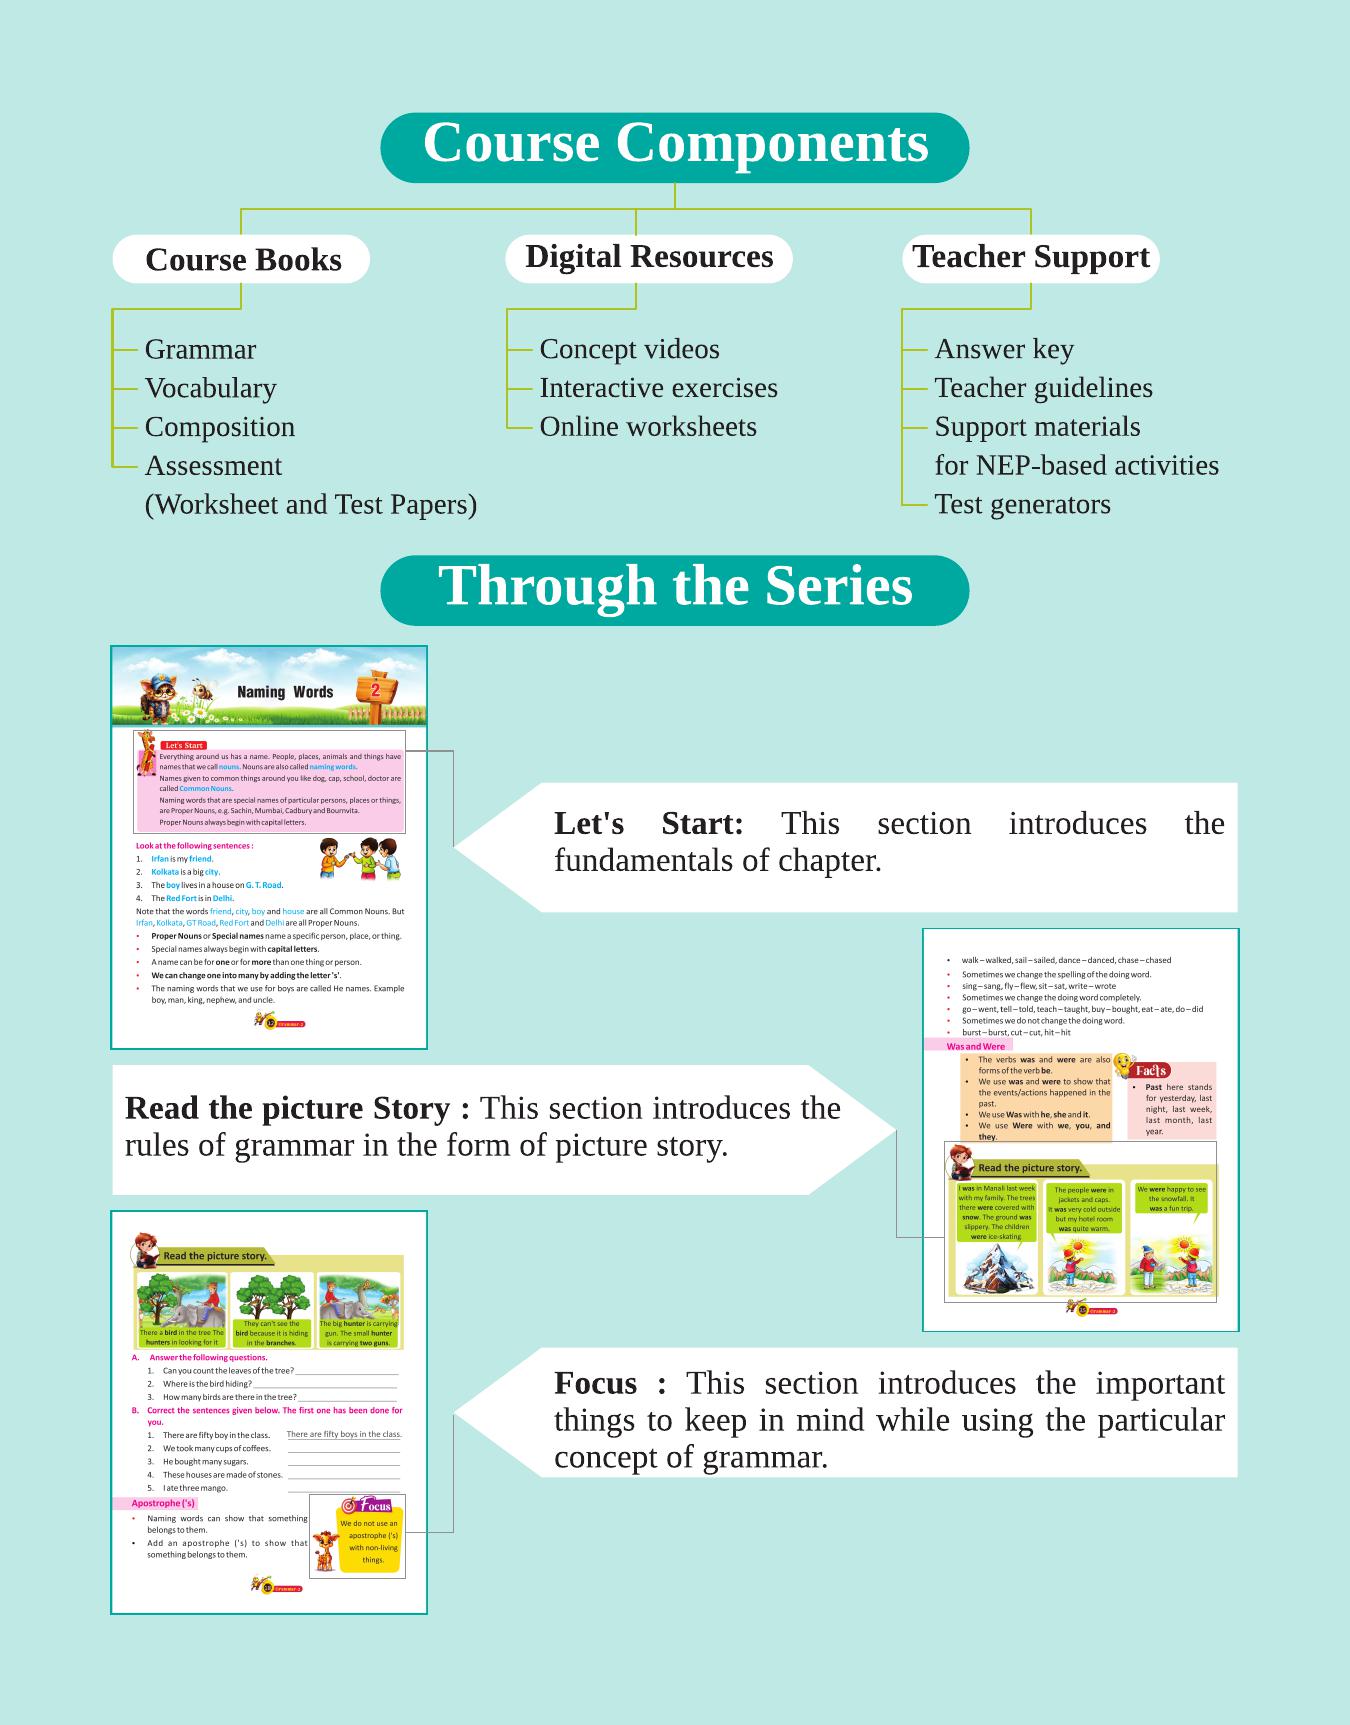 Course Components
Course Books
Grammar
Vocabulary
Composition
Assessment
(Worksheet and Test Papers)
Digital Resources
Concept videos
Interactive exercises
Online worksheets
Teacher Support
Answer key
Teacher guidelines
Support materials
for NEP-based activities
Test generators
Through the Series
Naming Words
2
Let's Start
Everything around us has a name. People, places, animals and things have
names that we call nouns. Nouns are also called naming words.
Names given to common things around you like dog, cap, school, doctor are
called Common Nouns.
Naming words that are special names of particular persons, places or things,
are Proper Nouns, e.g. Sachin, Mumbai, Cadbury and Bournvita.
Proper Nouns always begin with capital letters.
Look at the following sentences :
1. Irfan is my friend.
2. Kolkata is a big city.
3. The boy lives in a house on G. T. Road.
4. The Red Fort is in Delhi.
Note that the words friend, city, boy and house are all Common Nouns. But
Irfan, Kolkata, GT Road, Red Fort and Delhi are all Proper Nouns.
• Proper Nouns or Special names name a specific person, place, or thing.
• Special names always begin with capital letters.
• A name can be for one or for more than one thing or person.
• We can change one into many by adding the letter 's'.
• The naming words that we use for boys are called He names. Example
boy, man, king, nephew, and uncle.
12 Grammar-2
Let's Start: This section introduces the
fundamentals of chapter.
• walk – walked, sail – sailed, dance – danced, chase – chased
• Sometimes we change the spelling of the doing word.
• sing – sang, fly – flew, sit – sat, write – wrote
• Sometimes we change the doing word completely.
• go – went, tell – told, teach – taught, buy – bought, eat – ate, do – did
• Sometimes we do not change the doing word.
• burst – burst, cut – cut, hit – hit
Was and Were
• The verbs was and were are also
forms of the verb be.
• We use was and were to show that
the events/actions happened in the
past.
• We use Was with he, she and it.
• We use Were with we, you, and
they.
Facts
• Past here stands
for yesterday, last
night, last week,
last month, last
year.
Read the picture story.
I was in Manali last week
with my family. The trees
there were covered with
snow. The ground was
slippery. The children
were ice-skating.
The people were in
jackets and caps.
It was very cold outside
but my hotel room
was quite warm.
We were happy to see
the snowfall. It
was a fun trip.
Grammar-2
Read the picture Story : This section introduces the
rules of grammar in the form of picture story.
Read the picture story.
There a bird in the tree The
hunters in looking for it
They can't see the
bird because it is hiding
in the branches.
The big hunter is carrying
gun. The small hunter
is carrying two guns.
A. Answer the following questions.
1. Can you count the leaves of the tree?
2. Where is the bird hiding?
3. How many birds are there in the tree?
B. Correct the sentences given below. The first one has been done for
you.
1. There are fifty boy in the class. There are fifty boys in the class.
2. We took many cups of coffees.
3. He bought many sugars.
4. These houses are made of stones.
5. I ate three mango.
Apostrophe ('s)
• Naming words can show that something
belongs to them.
• Add an apostrophe ('s) to show that
something belongs to them.
Focus
We do not use an
apostrophe ('s)
with non-living
things.
Grammar-2
Focus : This section introduces the important
things to keep in mind while using the particular
concept of grammar.